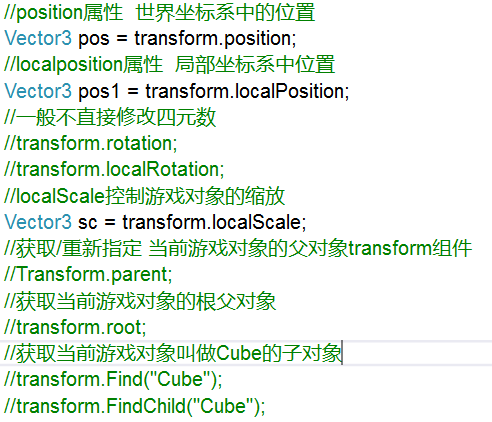 //position属性  世界坐标系中的位置
Vector3 pos = transform.position;
//localposition属性  局部坐标系中位置
Vector3 pos1 = transform.localPosition;
//一般不直接修改四元数
//transform.rotation;
//transform.localRotation;
//localScale控制游戏对象的缩放
Vector3 sc = transform.localScale;
//获取/重新指定 当前游戏对象的父对象transform组件
//Transform.parent;
//获取当前游戏对象的根父对象
//transform.root;
//获取当前游戏对象叫做Cube的子对象
//transform.Find("Cube");
//transform.FindChild("Cube");